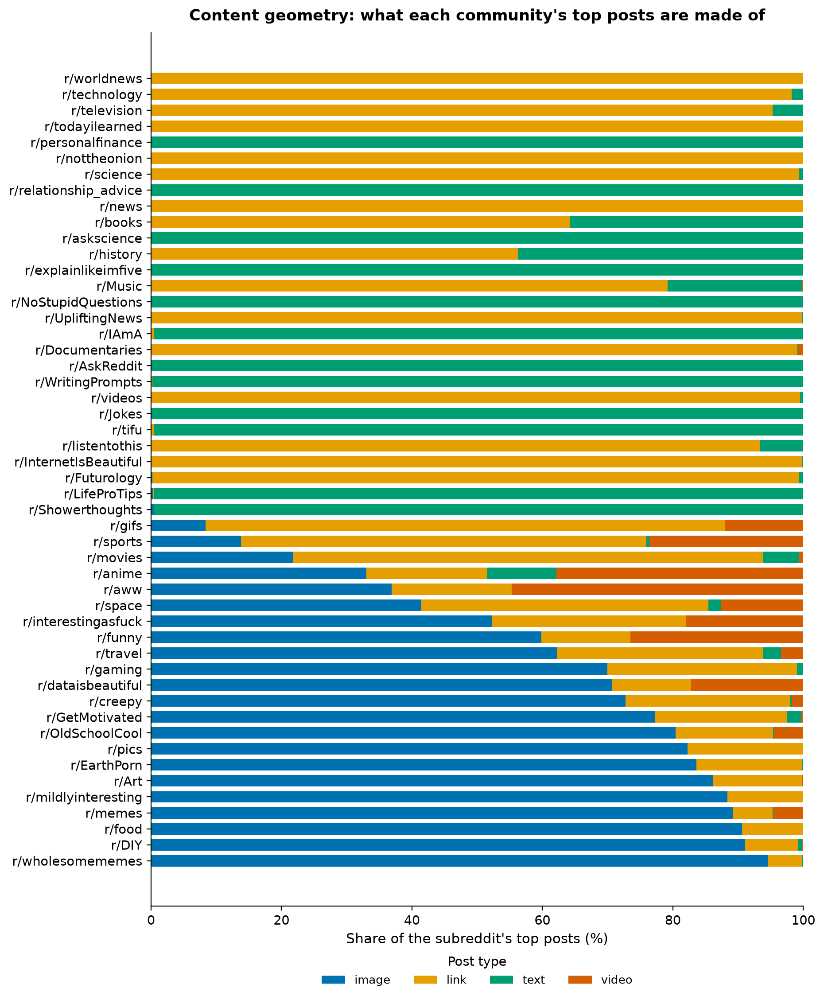 Content geometry: what each community's top posts are made of
r/worldnews
r/technology
r/television
r/todayilearned
r/personalfinance
r/nottheonion
r/science
r/relationship_advice
r/news
r/books
r/askscience
r/history
r/explainlikeimfive
r/Music
r/NoStupidQuestions
r/UpliftingNews
r/IAmA
r/Documentaries
r/AskReddit
r/WritingPrompts
r/videos
r/Jokes
r/tifu
r/listentothis
r/InternetIsBeautiful
r/Futurology
r/LifeProTips
r/Showerthoughts
r/gifs
r/sports
r/movies
r/anime
r/aww
r/space
r/interestingasfuck
r/funny
r/travel
r/gaming
r/dataisbeautiful
r/creepy
r/GetMotivated
r/OldSchoolCool
r/pics
r/EarthPorn
r/Art
r/mildlyinteresting
r/memes
r/food
r/DIY
r/wholesomememes
0 20 40 60 80 100
Share of the subreddit's top posts (%)
Post type
image link text video